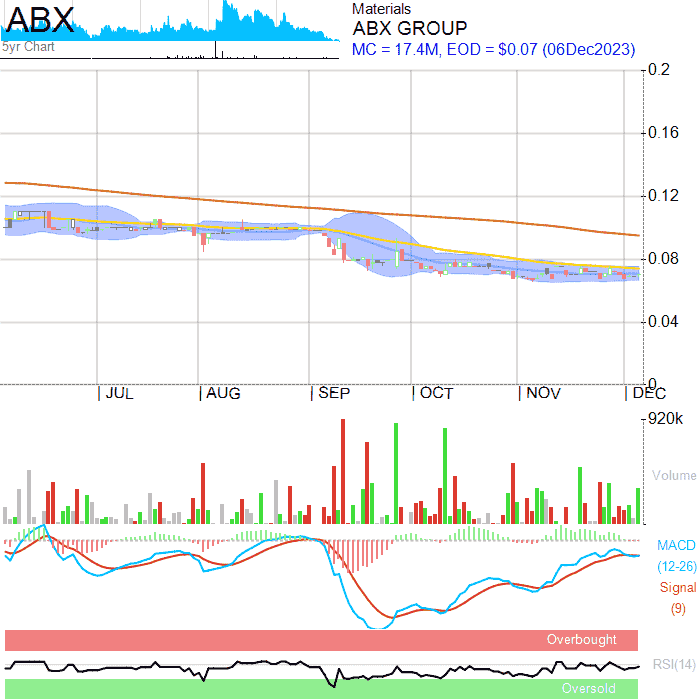 ABX
5yr Chart
Materials
ABX GROUP
MC = 17.4M, EOD = $0.07 (06Dec2023)
0.2
0.16
0.12
0.08
0.04
0
JUL AUG SEP OCT NOV DEC
920k
Volume
MACD
(12-26)
Signal
(9)
Overbought
RSI(14)
Oversold